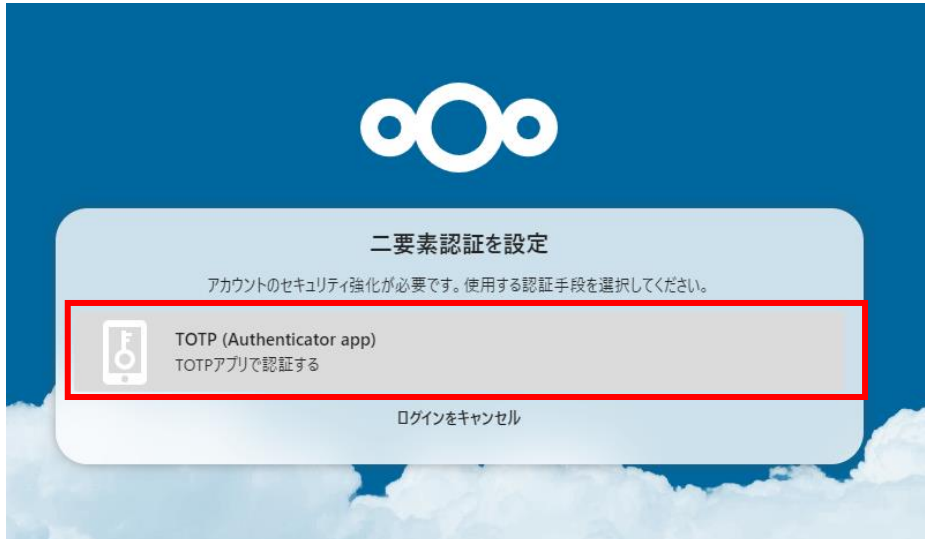 二要素認証を設定
アカウントのセキュリティ強化が必要です。使用する認証手段を選択してください。
TOTP (Authenticator app)
TOTPアプリで認証する
ログインをキャンセル